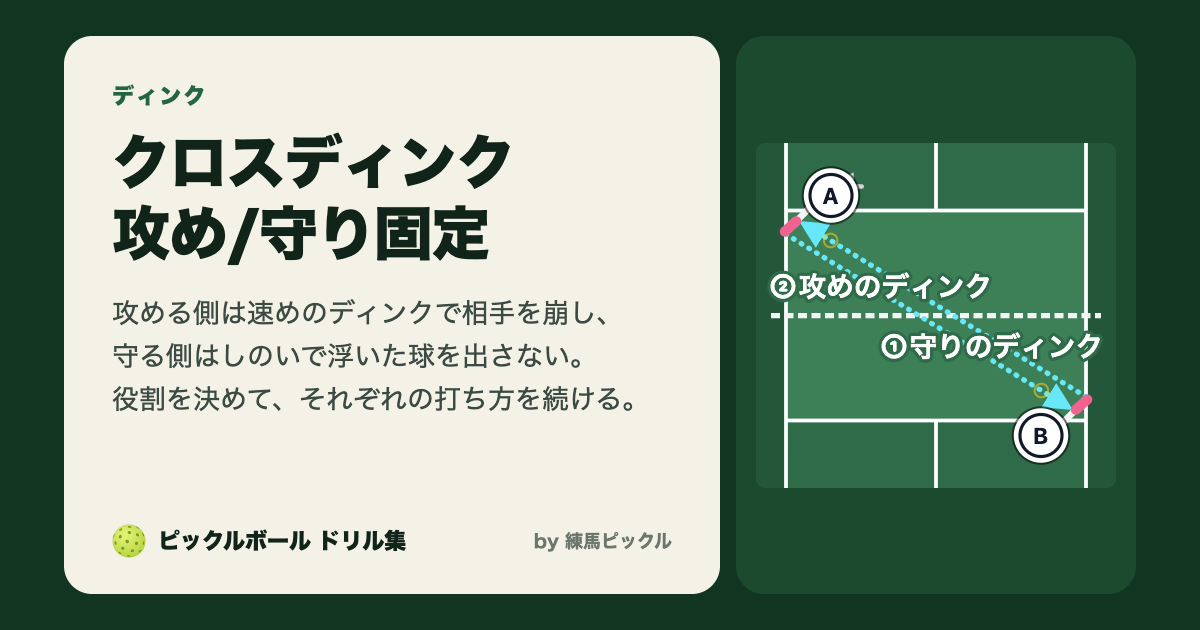 ディンク
クロスディンク
攻め/守り固定
攻める側は速めのディンクで相手を崩し、
守る側はしのいで浮いた球を出さない。
役割を決めて、それぞれの打ち方を続ける。
ピックルボール ドリル集
by 練馬ピックル
A
②攻めのディンク
①守りのディンク
B